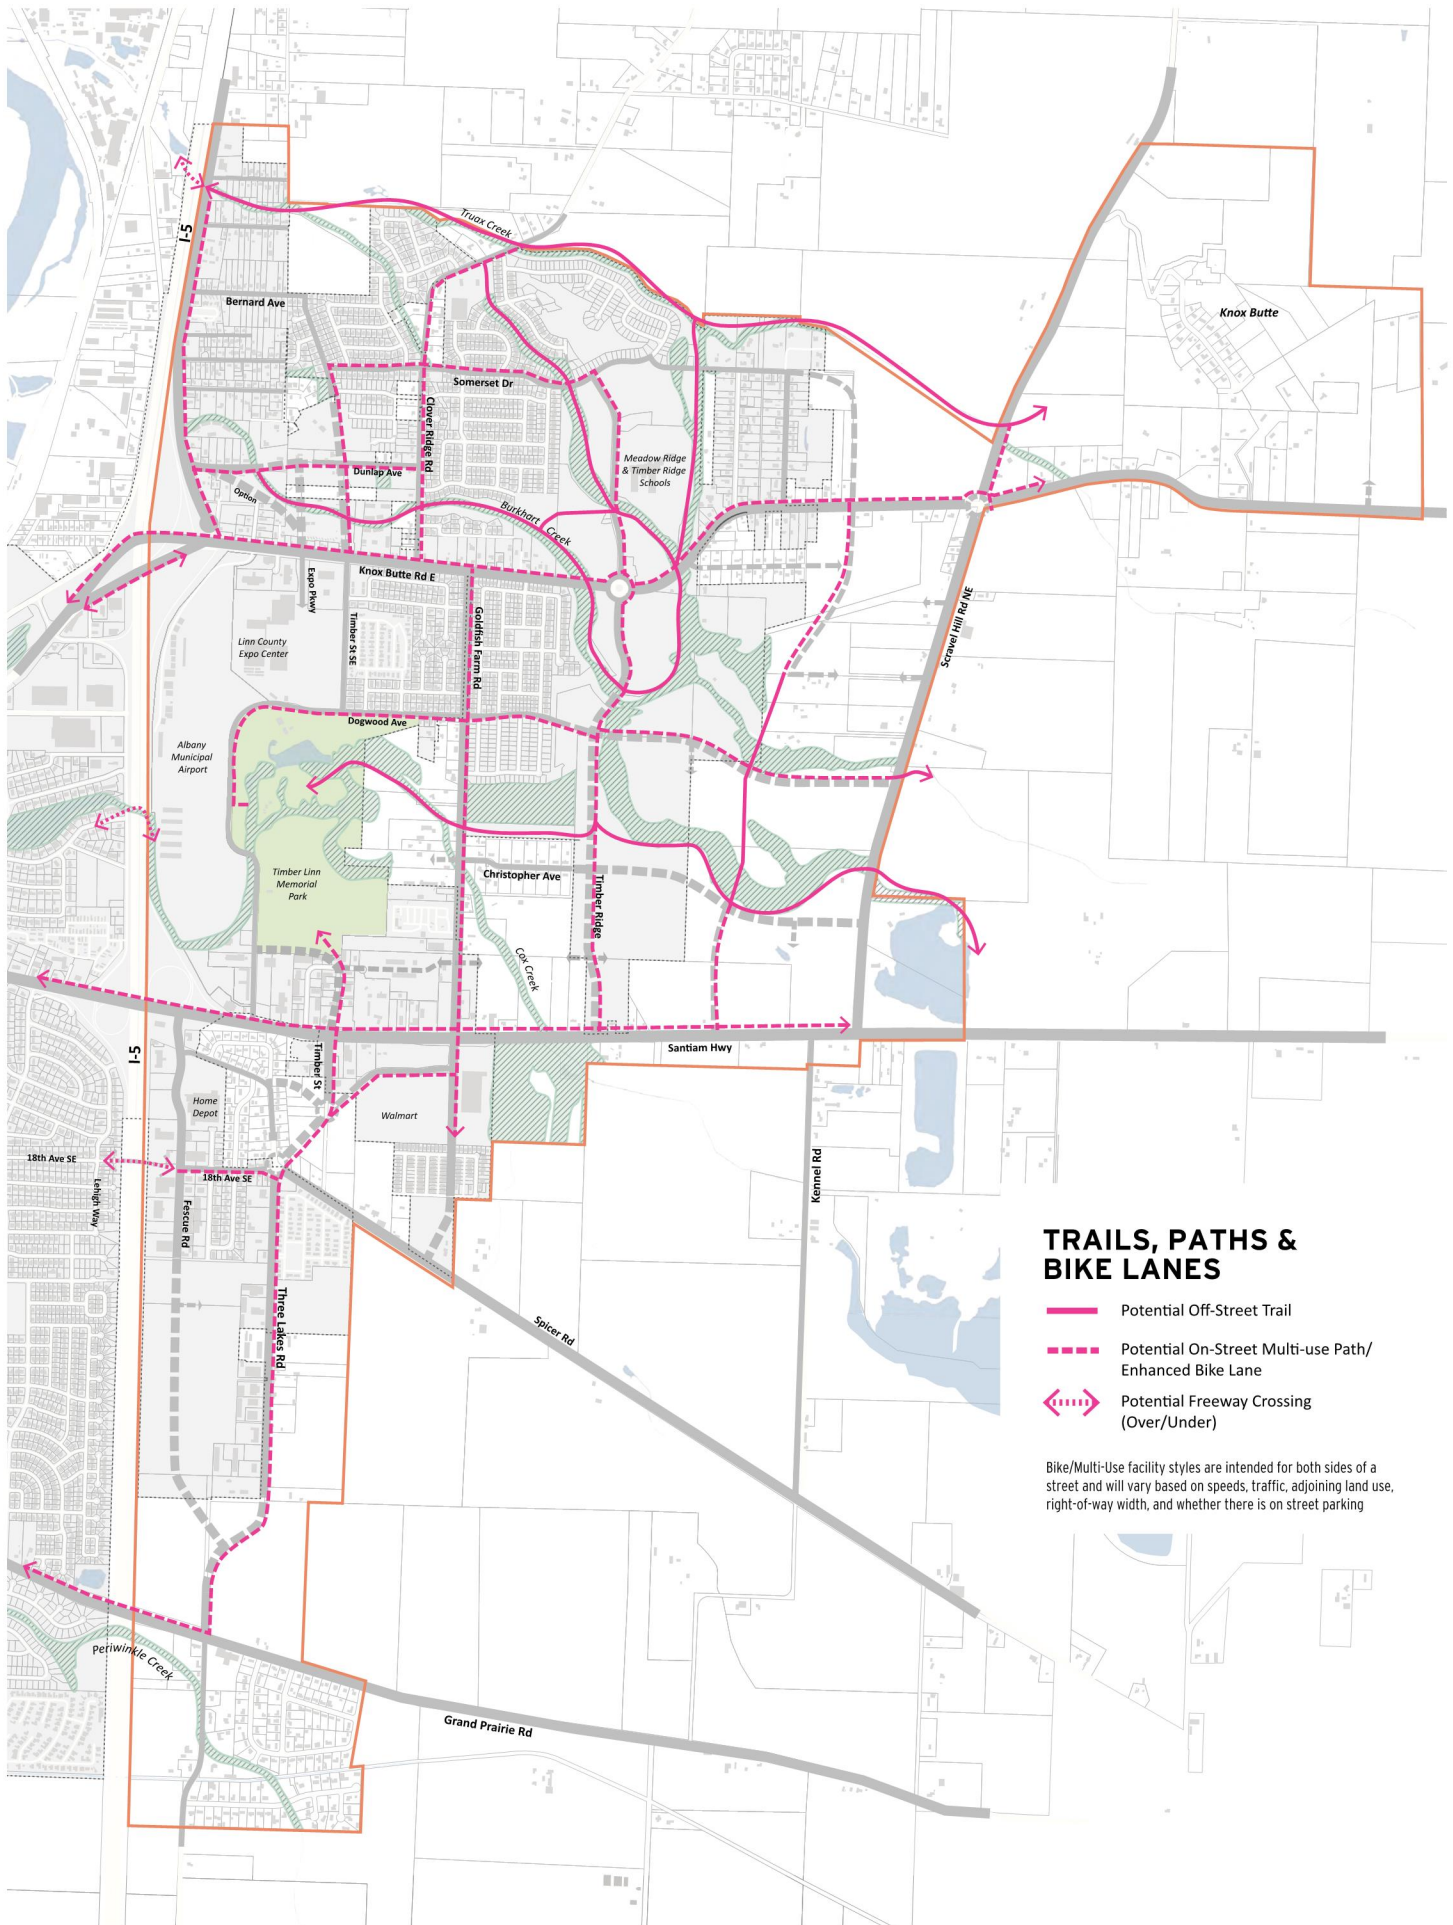 Truax Creek
I-5
Bernard Ave
Knox Butte
Somerset Dr
Clover Ridge Rd
Meadow Ridge
& Timber Ridge
Schools
Dunlap Ave
Option
Burkhart Creek
Knox Butte Rd E
Expo Pkwy
Timber St SE
Goldfish Farm Rd
Scravel Hill Rd NE
Linn County
Expo Center
Dogwood Ave
Albany
Municipal
Airport
Timber Linn
Memorial
Park
Christopher Ave
Timber Ridge
Cox Creek
I-5
Santiam Hwy
Timber St
Home
Depot
Walmart
18th Ave SE
18th Ave SE
Lehigh Way
Fescue Rd
Kennel Rd
Three Lakes Rd
Spicer Rd
TRAILS, PATHS &
BIKE LANES
Potential Off-Street Trail
Potential On-Street Multi-use Path/
Enhanced Bike Lane
Potential Freeway Crossing
(Over/Under)
Bike/Multi-Use facility styles are intended for both sides of a
street and will vary based on speeds, traffic, adjoining land use,
right-of-way width, and whether there is on street parking
Periwinkle Creek
Grand Prairie Rd